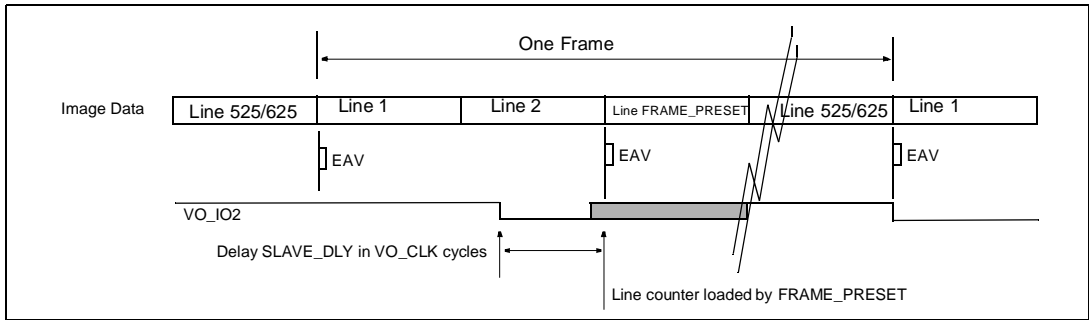 One Frame
Image Data
Line 525/625
Line 1
Line 2
Line FRAME_PRESET
Line 525/625
Line 1
EAV
EAV
EAV
VO_IO2
Delay SLAVE_DLY in VO_CLK cycles
Line counter loaded by FRAME_PRESET